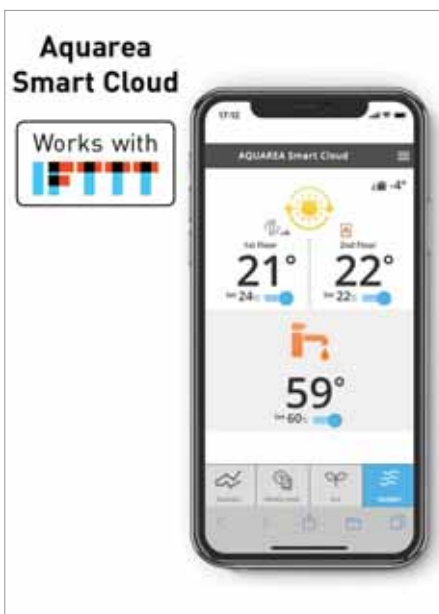 Aquarea
Smart Cloud
Works with
IFTTT
17:12
AQUAREA Smart Cloud
-4°
1st Floor
2nd Floor
21°
22°
24
22
59°
60